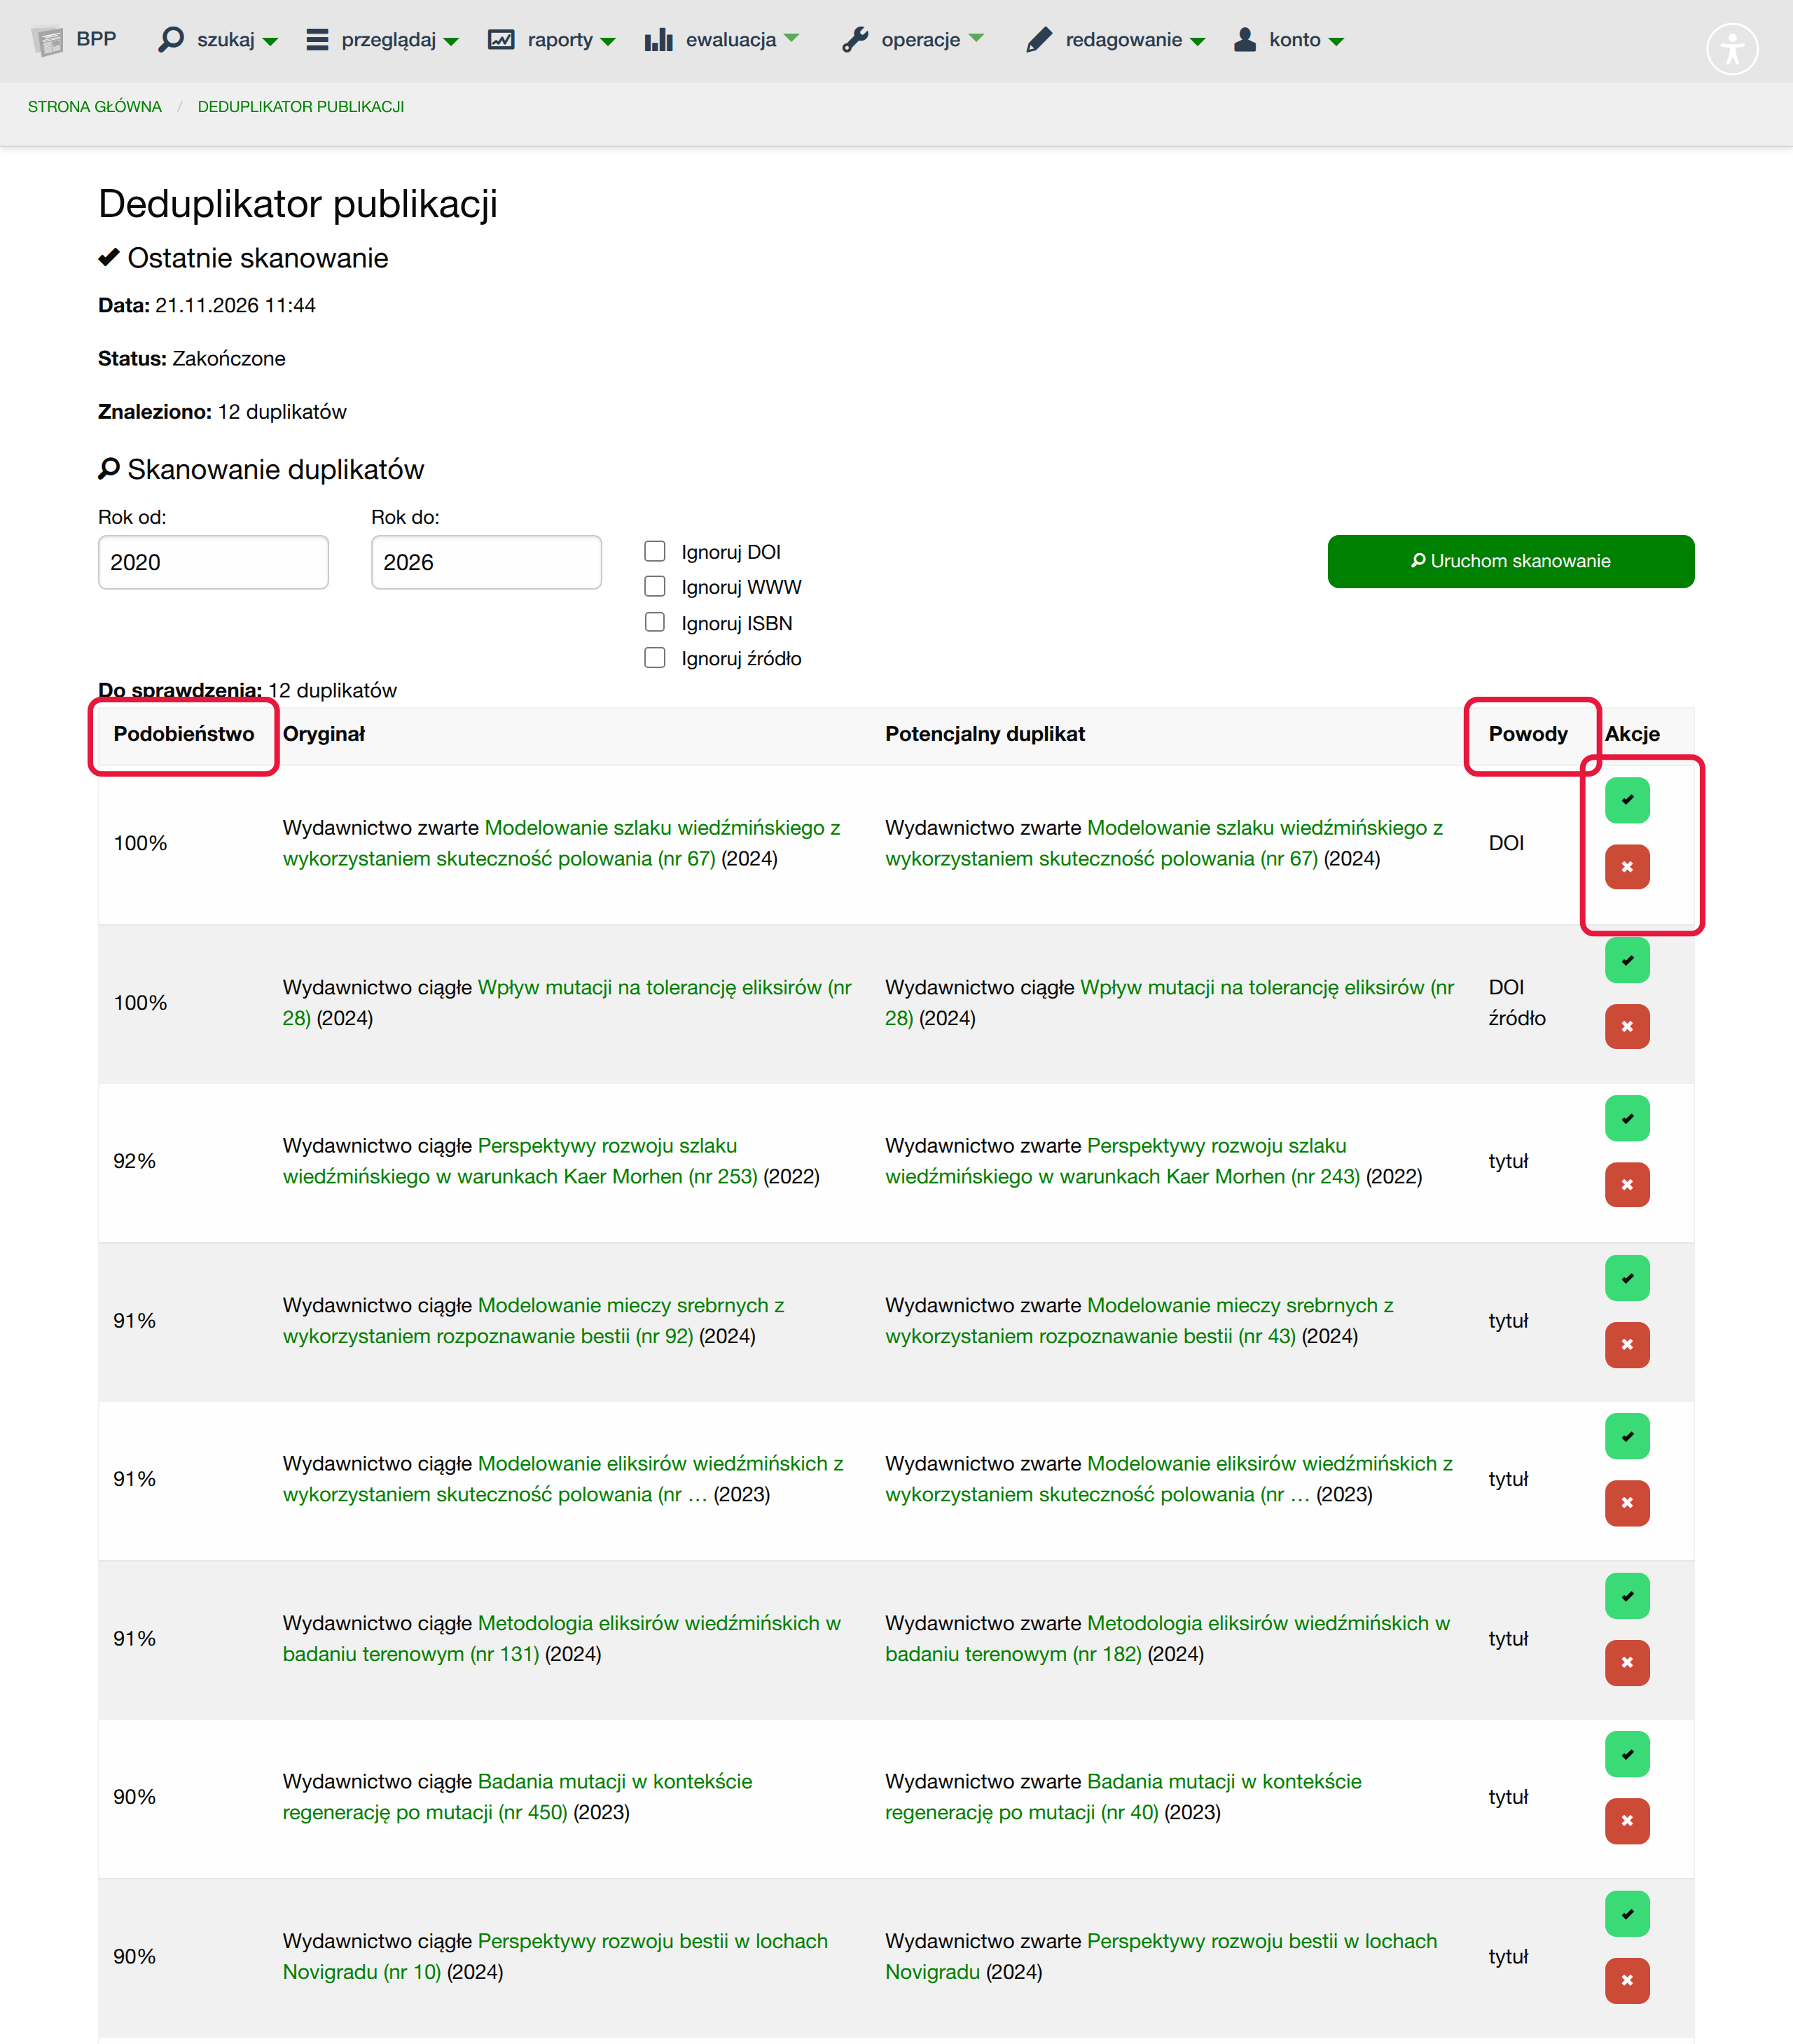 BPP szukaj przeglądaj raporty ewaluacja operacje redagowanie konto
STRONA GŁÓWNA / DEDUPLIKATOR PUBLIKACJI
Deduplikator publikacji
Ostatnie skanowanie
Data: 21.11.2026 11:44
Status: Zakończone
Znaleziono: 12 duplikatów
Skanowanie duplikatów
Rok od: Rok do:
2020 2026
Ignoruj DOI
Ignoruj WWW
Ignoruj ISBN
Ignoruj źródło
Uruchom skanowanie
Do sprawdzenia: 12 duplikatów
Podobieństwo Oryginał Potencjalny duplikat Powody Akcje
100%
Wydawnictwo zwarte Modelowanie szlaku wiedźmińskiego z
wykorzystaniem skuteczność polowania (nr 67) (2024)
Wydawnictwo zwarte Modelowanie szlaku wiedźmińskiego z
wykorzystaniem skuteczność polowania (nr 67) (2024)
DOI
100%
Wydawnictwo ciągłe Wpływ mutacji na tolerancję eliksirów (nr
28) (2024)
Wydawnictwo ciągłe Wpływ mutacji na tolerancję eliksirów (nr
28) (2024)
DOI
źródło
92%
Wydawnictwo ciągłe Perspektywy rozwoju szlaku
wiedźmińskiego w warunkach Kaer Morhen (nr 253) (2022)
Wydawnictwo zwarte Perspektywy rozwoju szlaku
wiedźmińskiego w warunkach Kaer Morhen (nr 243) (2022)
tytuł
91%
Wydawnictwo ciągłe Modelowanie mieczy srebrnych z
wykorzystaniem rozpoznawanie bestii (nr 92) (2024)
Wydawnictwo zwarte Modelowanie mieczy srebrnych z
wykorzystaniem rozpoznawanie bestii (nr 43) (2024)
tytuł
91%
Wydawnictwo ciągłe Modelowanie eliksirów wiedźmińskich z
wykorzystaniem skuteczność polowania (nr … (2023)
Wydawnictwo zwarte Modelowanie eliksirów wiedźmińskich z
wykorzystaniem skuteczność polowania (nr … (2023)
tytuł
91%
Wydawnictwo ciągłe Metodologia eliksirów wiedźmińskich w
badaniu terenowym (nr 131) (2024)
Wydawnictwo zwarte Metodologia eliksirów wiedźmińskich w
badaniu terenowym (nr 182) (2024)
tytuł
90%
Wydawnictwo ciągłe Badania mutacji w kontekście
regenerację po mutacji (nr 450) (2023)
Wydawnictwo zwarte Badania mutacji w kontekście
regenerację po mutacji (nr 40) (2023)
tytuł
90%
Wydawnictwo ciągłe Perspektywy rozwoju bestii w lochach
Novigradu (nr 10) (2024)
Wydawnictwo zwarte Perspektywy rozwoju bestii w lochach
Novigradu (2024)
tytuł